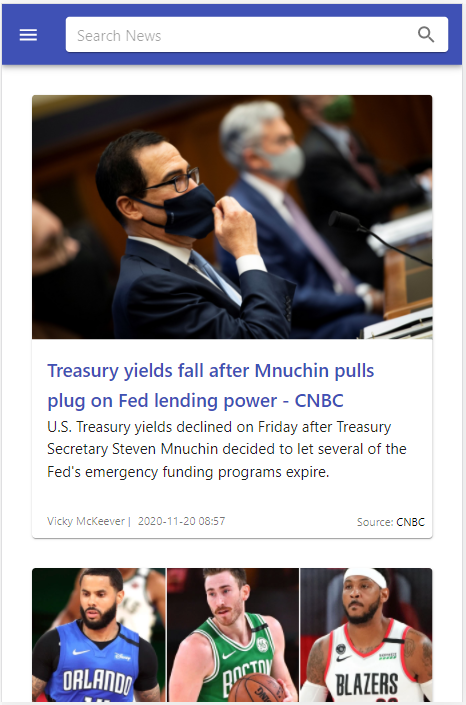 Search News
Treasury yields fall after Mnuchin pulls
plug on Fed lending power - CNBC
U.S. Treasury yields declined on Friday after Treasury
Secretary Steven Mnuchin decided to let several of the
Fed's emergency funding programs expire.
Vicky McKeever | 2020-11-20 08:57
Source: CNBC
ORLANDO
BOSTON
BLAZERS